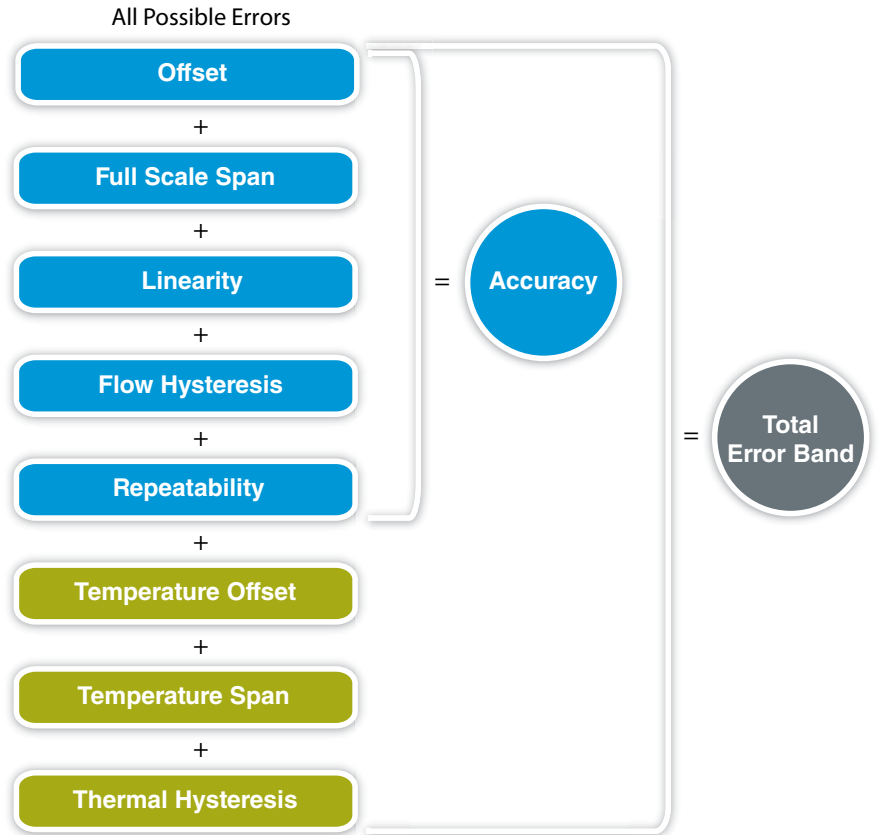 All Possible Errors
Offset
+
Full Scale Span
+
Linearity
+
Flow Hysteresis
+
Repeatability
+
Temperature Offset
+
Temperature Span
+
Thermal Hysteresis
=
Accuracy
=
Total
Error Band